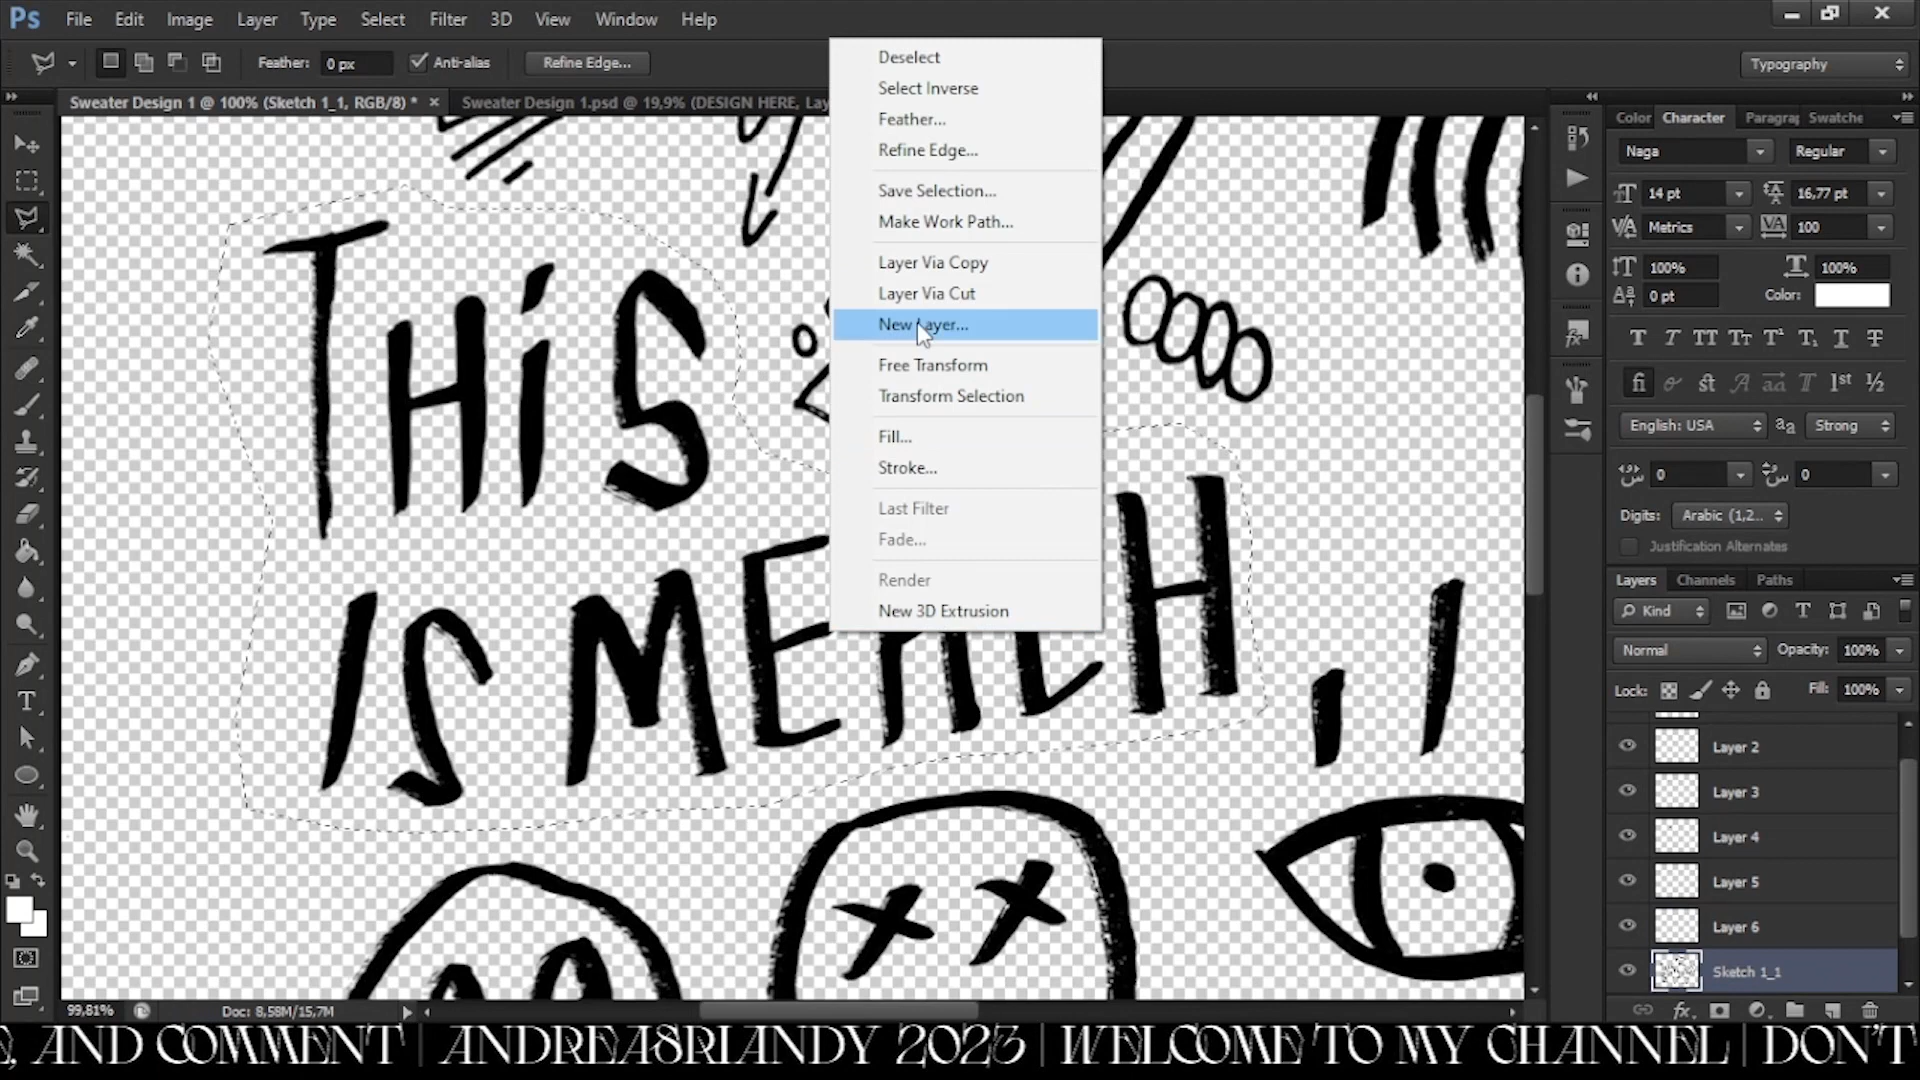 Ps File Edit Image Layer Type Select Filter 3D View Window Help
Feather: 0 px Anti-alias Refine Edge... Typography
Sweater Design 1 @ 100% (Sketch 1_1, RGB/8) * × Sweater Design 1.psd @ 19,9% (DESIGN HERE, Lay
Deselect
Select Inverse
Feather...
Refine Edge...
Save Selection...
Make Work Path...
Layer Via Copy
Layer Via Cut
New Layer...
Free Transform
Transform Selection
Fill...
Stroke...
Last Filter
Fade...
Render
New 3D Extrusion
THiS
IS MERCH
Color Character Paragrap Swatche
Naga Regular
14 pt 16,77 pt
Metrics 100
100% 100%
0 pt Color:
English: USA aa Strong
0 0
Digits: Arabic (1,2...
Justification Alternates
Layers Channels Paths
Kind
Normal Opacity: 100%
Lock: Fill: 100%
Layer 2
Layer 3
Layer 4
Layer 5
Layer 6
Sketch 1_1
99,81% Doc: 8,58M/15,7M
E, AND COMMENT | ANDREA8RIANDY 2023 | WELCOME TO MY CHANNEL | DON'T